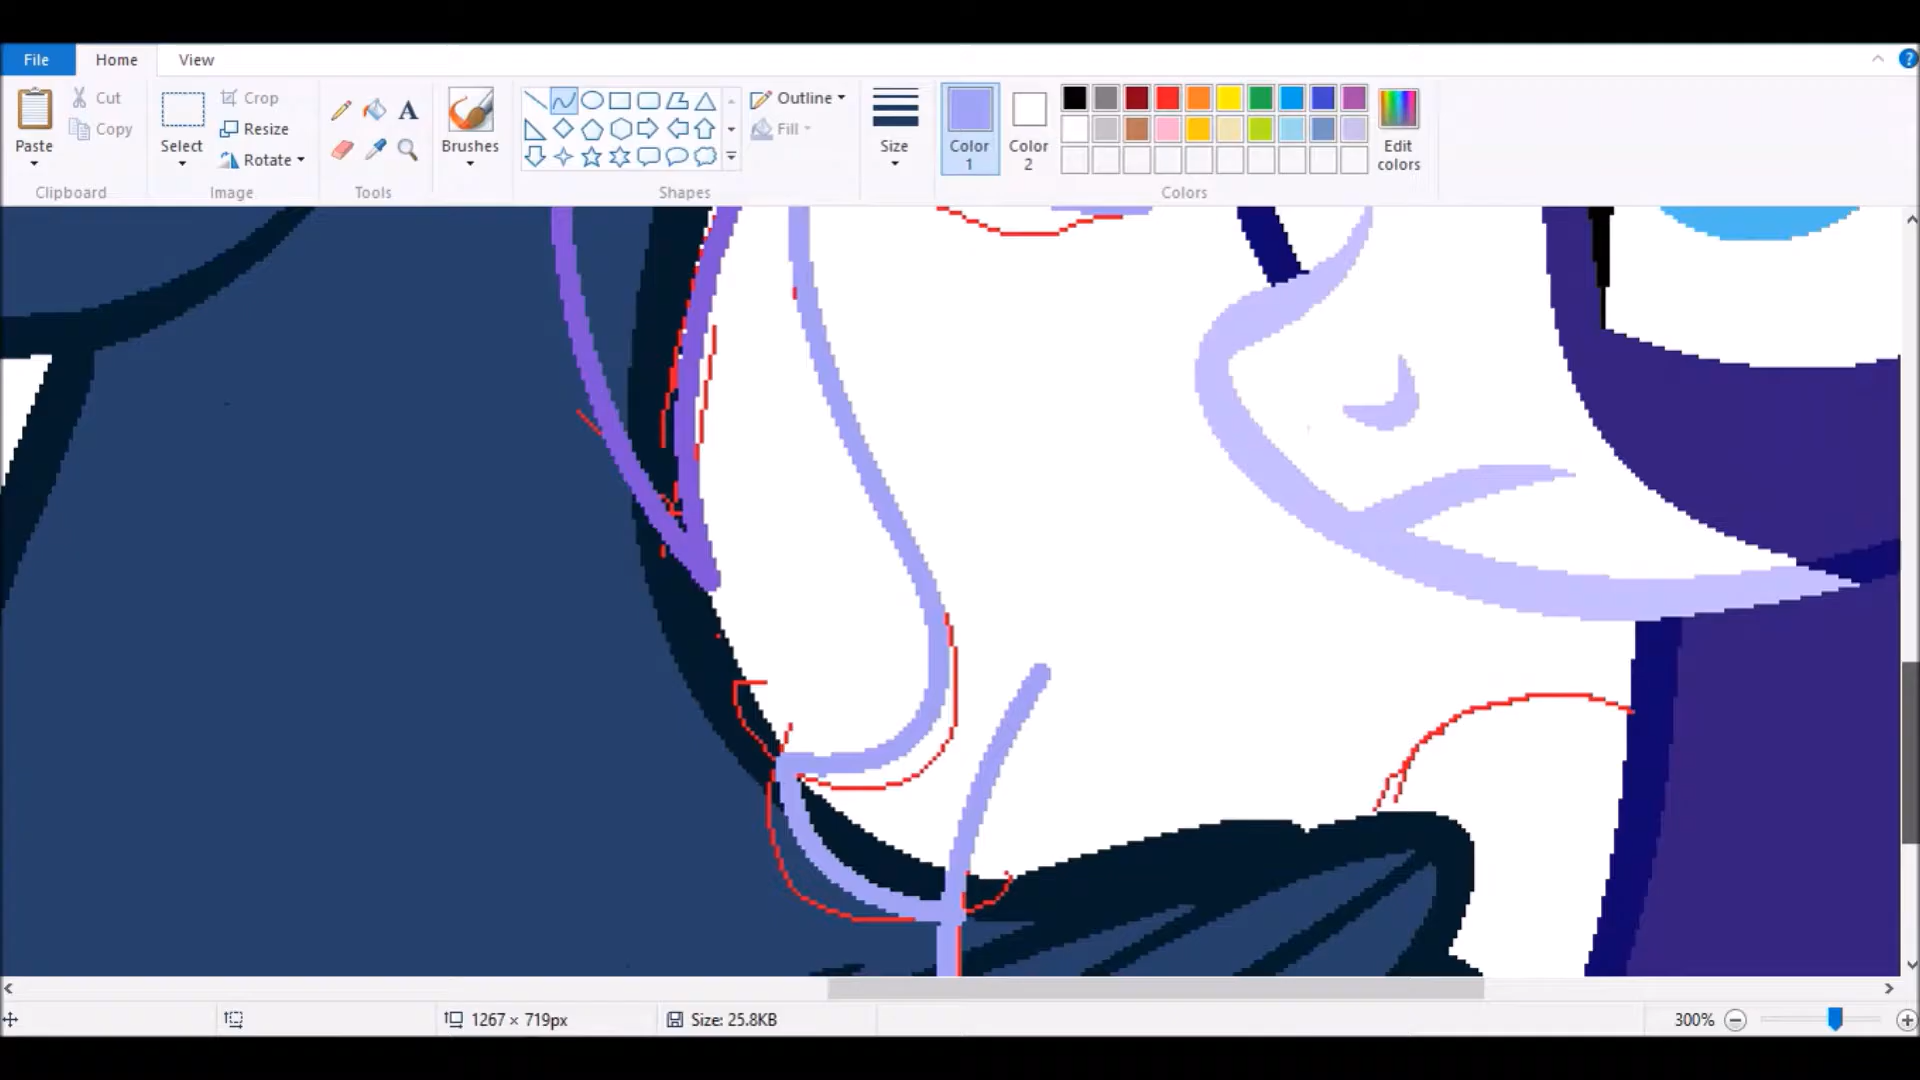 File Home View
Paste Cut Copy Select Crop Resize Rotate A Brushes Outline Fill Size Color 1 Color 2 Edit colors
Clipboard Image Tools Shapes Colors
1267 × 719px Size: 25.8KB 300%